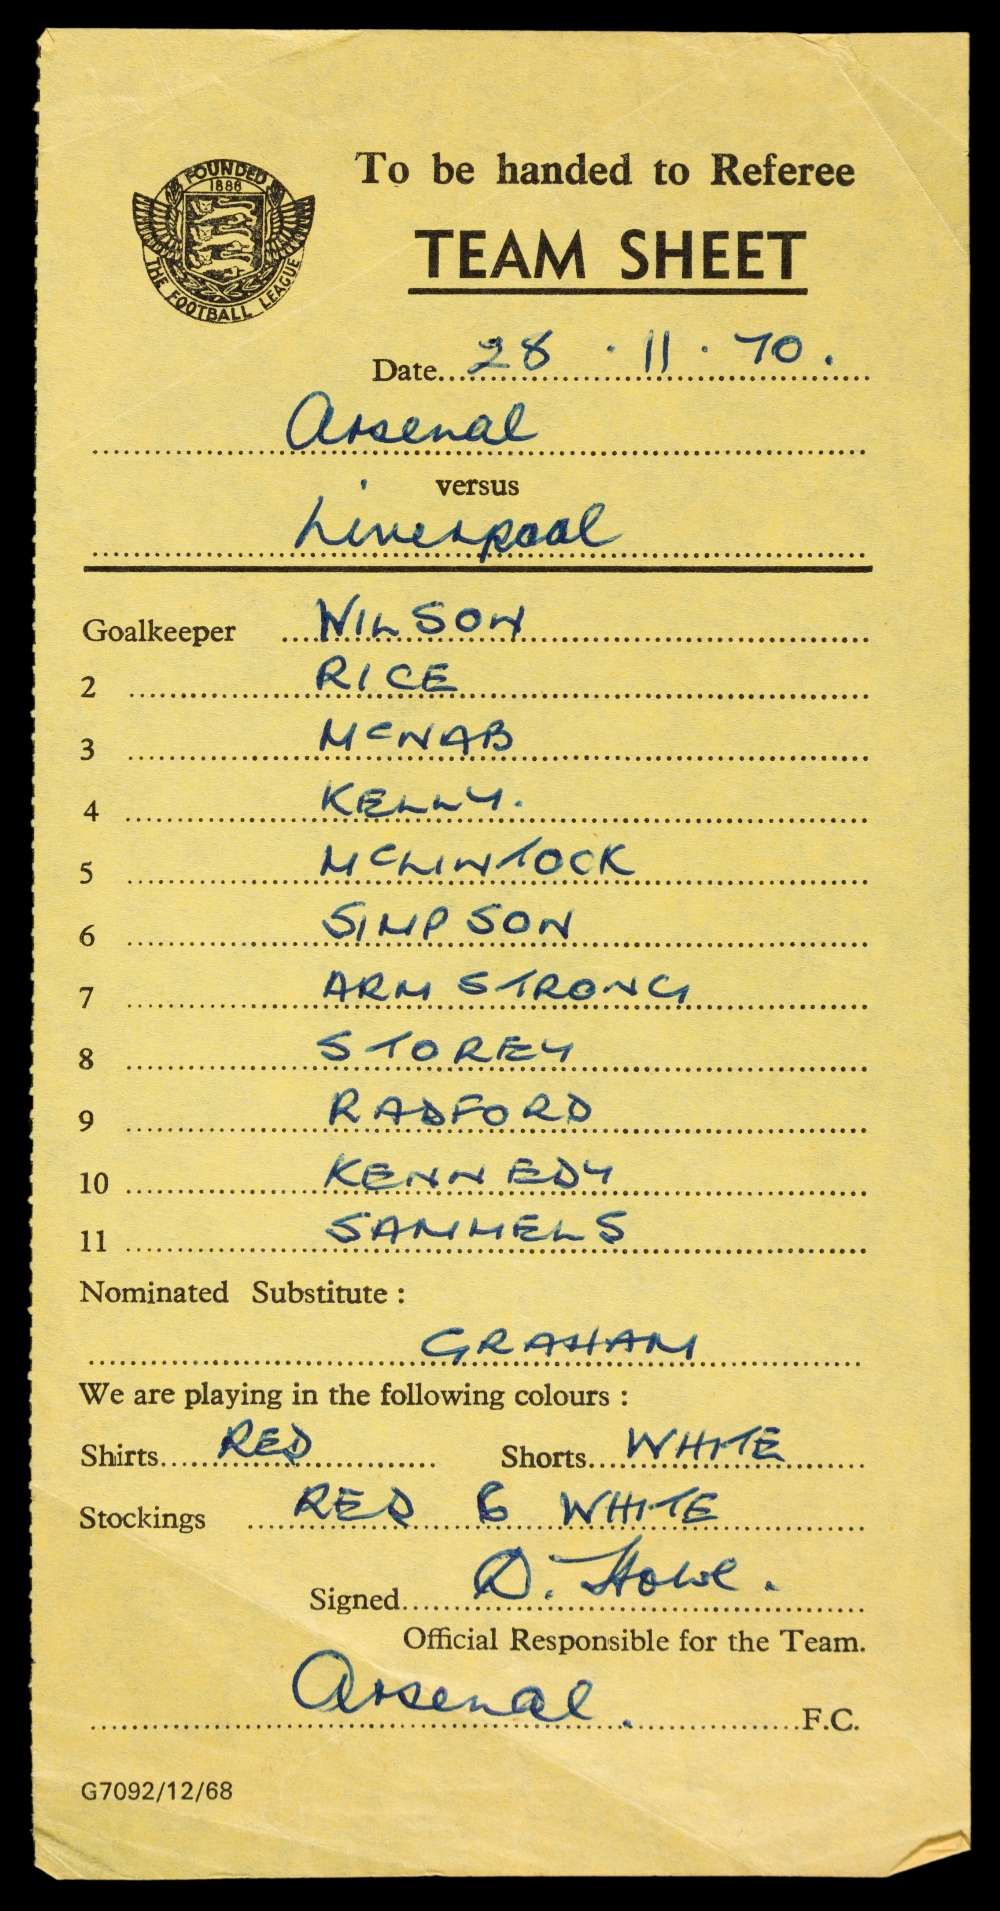 FOUNDED
1888
THE FOOTBALL LEAGUE
To be handed to Referee
TEAM SHEET
Date 28.11.70.
Arsenal
versus
Liverpool
Goalkeeper WILSON
2 RICE
3 McNAB
4 KELLY.
5 McLINTOCK
6 SIMPSON
7 ARMSTRONG
8 STOREY
9 RADFORD
10 KENNEDY
11 SAMMELS
Nominated Substitute :
GRAHAM
We are playing in the following colours :
Shirts RED Shorts WHITE
Stockings RED & WHITE
Signed D. Howe.
Official Responsible for the Team.
Arsenal. F.C.
G7092/12/68